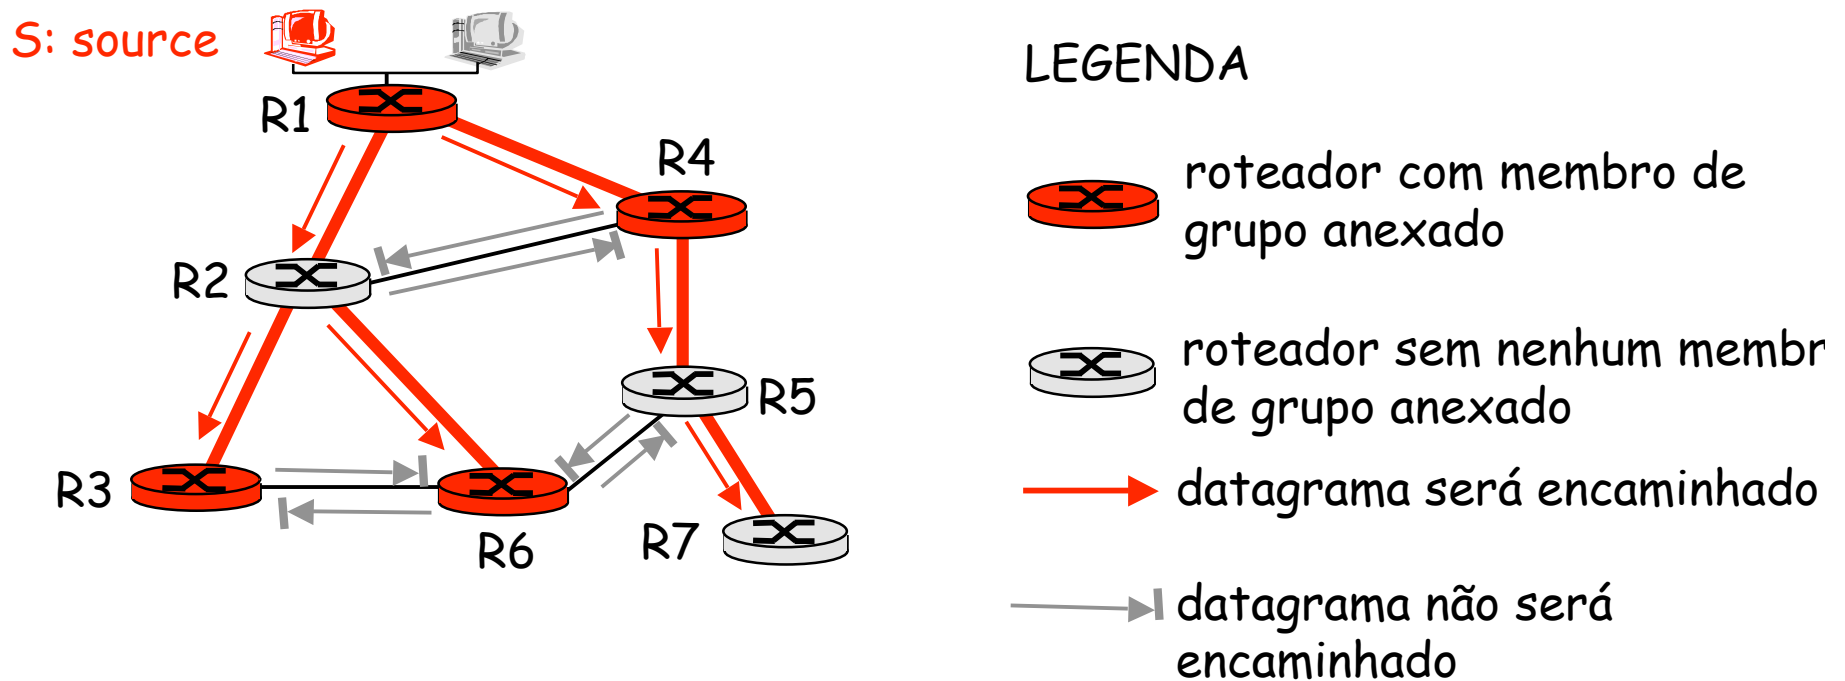 S: source
R1
R4
R2
R5
R3
R6
R7
LEGENDA
roteador com membro de
grupo anexado
roteador sem nenhum membr
de grupo anexado
datagrama será encaminhado
datagrama não será
encaminhado